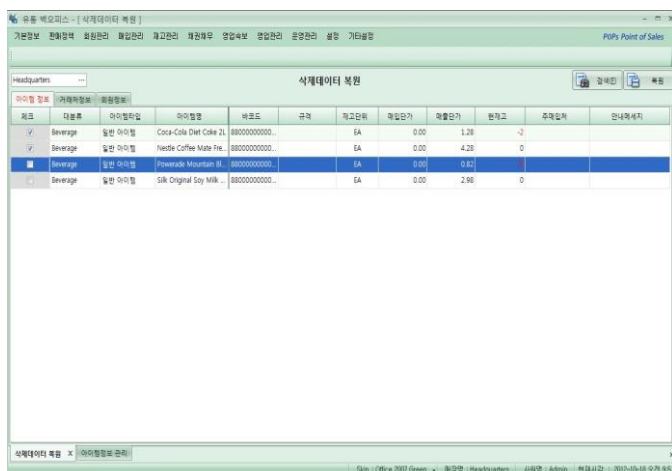 유통 백오피스 - [ 삭제데이터 복원 ]
기본정보 판매정책 회원관리 매입관리 재고관리 채권채무 영업속보 영업관리 운영관리 설정 기타설정 POPs Point of Sales
Headquarters ... 삭제데이터 복원 검색(F) 복원
아이템 정보 거래처정보 회원정보
체크 대분류 아이템타입 아이템명 바코드 규격 재고단위 매입단가 매출단가 현재고 주매입처 안내메세지
Beverage 일반 아이템 Coca-Cola Diet Coke 2L 88000000000... EA 0.00 1.28 -2
Beverage 일반 아이템 Nestle Coffee Mate Fre... 88000000000... EA 0.00 4.28 0
Beverage 일반 아이템 Powerade Mountain Bl... 88000000000... EA 0.00 0.82
Beverage 일반 아이템 Silk Original Soy Milk ... 88000000000... EA 0.00 2.98 0
삭제데이터 복원 X 아이템정보 관리
Skin : Office 2007 Green 매장명 : Headquarters 사원명 : Admin 현재시간 : 2012-10-18 오전